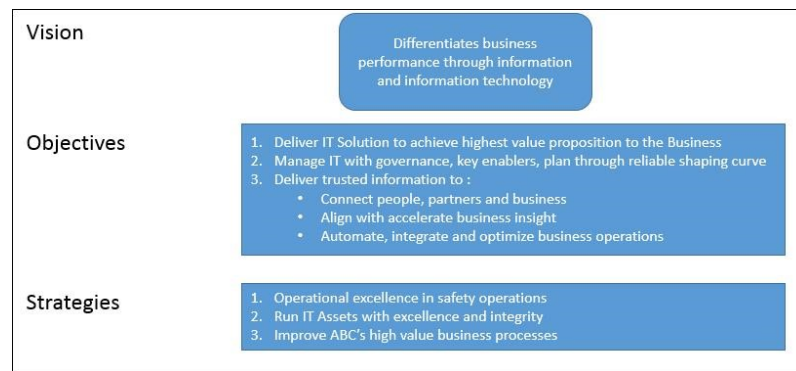 Vision
Differentiates business
performance through information
and information technology
Objectives
1. Deliver IT Solution to achieve highest value proposition to the Business
2. Manage IT with governance, key enablers, plan through reliable shaping curve
3. Deliver trusted information to :
• Connect people, partners and business
• Align with accelerate business insight
• Automate, integrate and optimize business operations
Strategies
1. Operational excellence in safety operations
2. Run IT Assets with excellence and integrity
3. Improve ABC's high value business processes